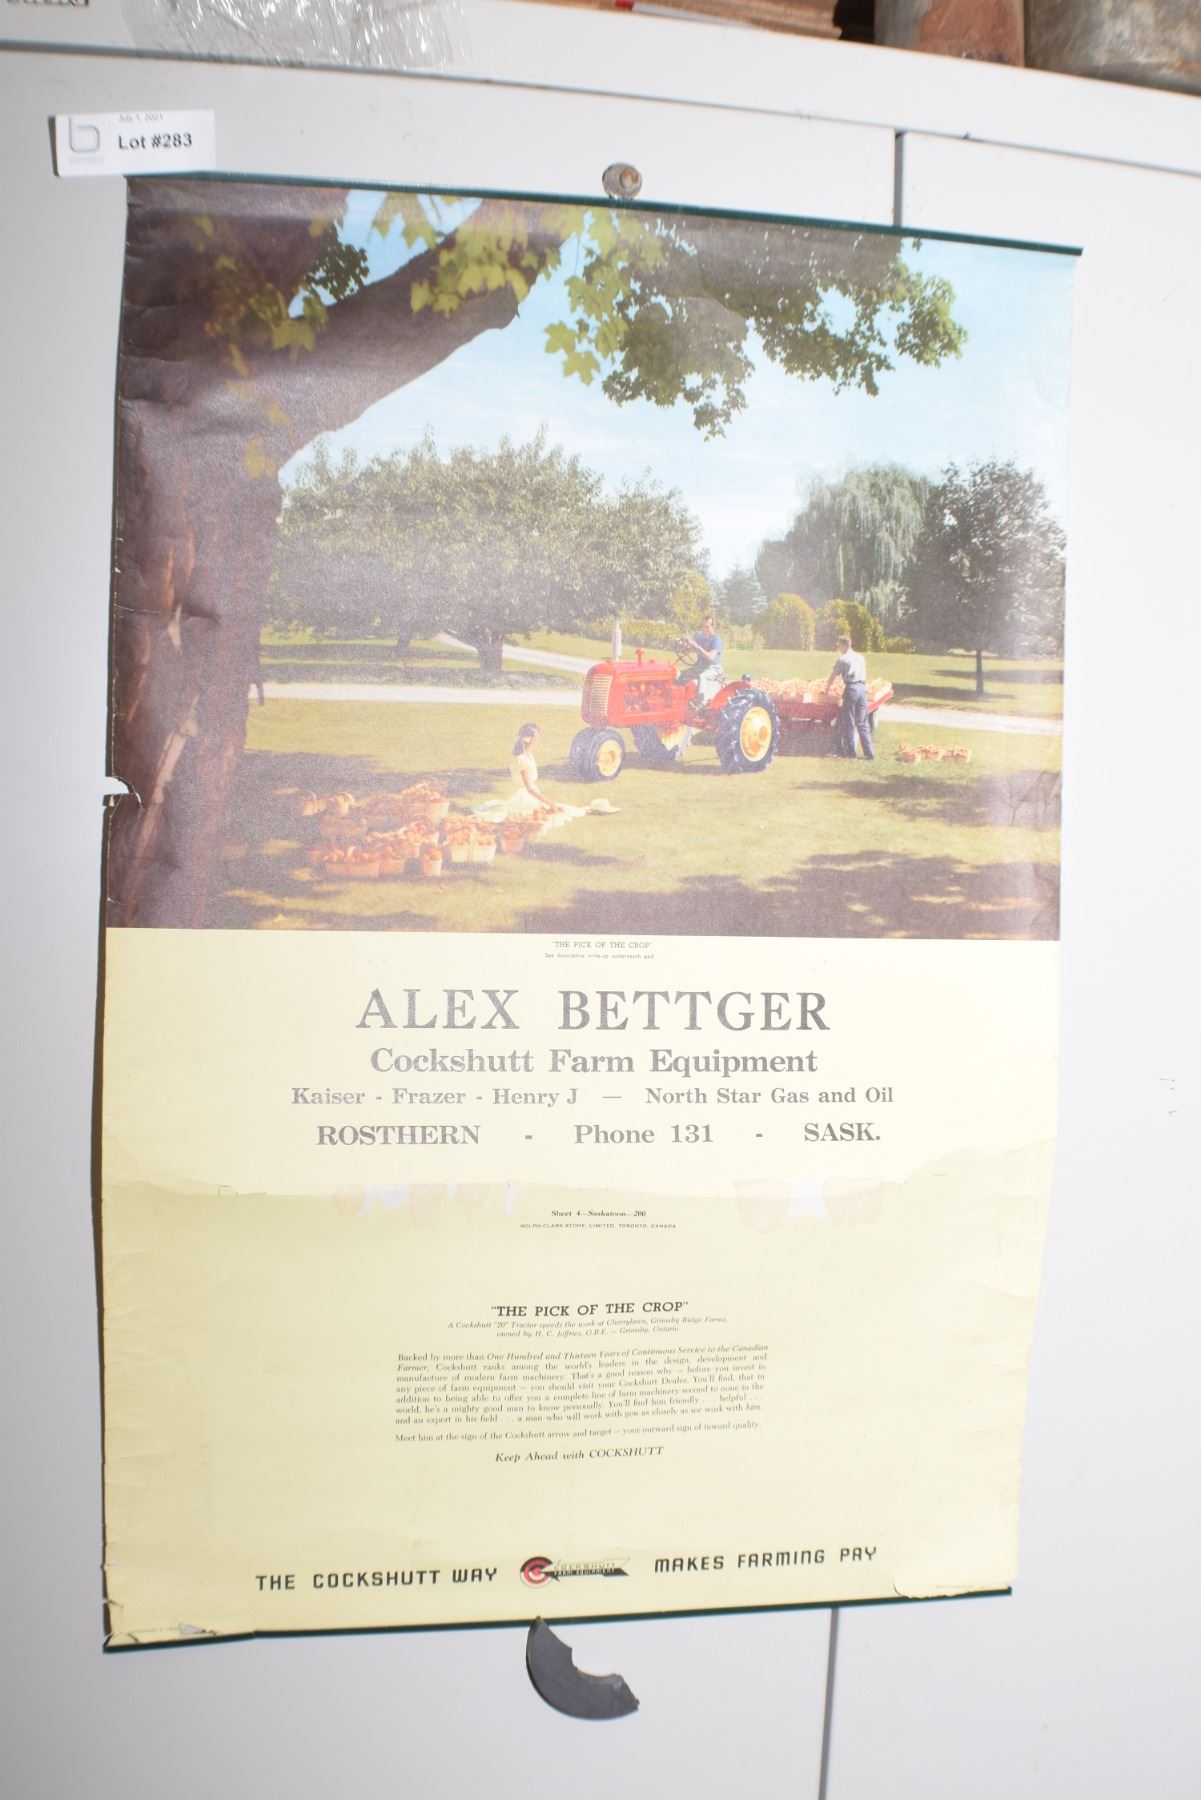 July 1, 2021
Lot #283
"THE PICK OF THE CROP"
See descriptive write-up underneath pad
ALEX BETTGER
Cockshutt Farm Equipment
Kaiser - Frazer - Henry J — North Star Gas and Oil
ROSTHERN - Phone 131 - SASK.
Sheet 4—Saskatoon—200
ROLPH-CLARK-STONE, LIMITED, TORONTO, CANADA
"THE PICK OF THE CROP"
A Cockshutt "20" Tractor speeds the work at Cherrylawn, Grimsby Ridge Farms,
owned by H. C. Jeffries, O.B.E. — Grimsby, Ontario
Backed by more than One Hundred and Thirteen Years of Continuous Service to the Canadian
Farmer, Cockshutt ranks among the world's leaders in the design, development and
manufacture of modern farm machinery. That's a good reason why — before you invest in
any piece of farm equipment — you should visit your Cockshutt Dealer. You'll find, that in
addition to being able to offer you a complete line of farm machinery second to none in the
world, he's a mighty good man to know personally. You'll find him friendly . . . helpful . . .
and an expert in his field . . . a man who will work with you as closely as we work with him.
Meet him at the sign of the Cockshutt arrow and target — your outward sign of inward quality.
Keep Ahead with COCKSHUTT
THE COCKSHUTT WAY COCKSHUTT MAKES FARMING PAY
FARM EQUIPMENT